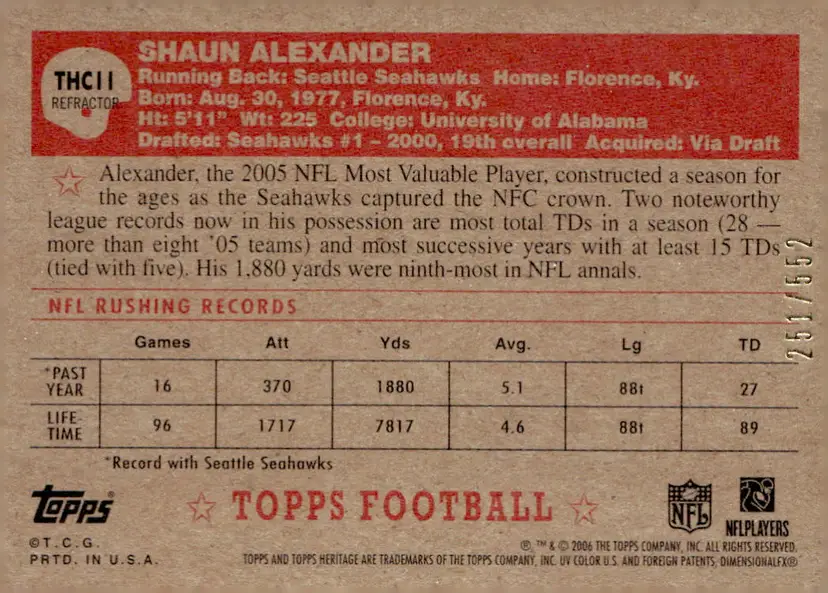 THC11
REFRACTOR
SHAUN ALEXANDER
Running Back: Seattle Seahawks Home: Florence, Ky.
Born: Aug. 30, 1977, Florence, Ky.
Ht: 5'11" Wt: 225 College: University of Alabama
Drafted: Seahawks #1 - 2000, 19th overall Acquired: Via Draft
Alexander, the 2005 NFL Most Valuable Player, constructed a season for
the ages as the Seahawks captured the NFC crown. Two noteworthy
league records now in his possession are most total TDs in a season (28 —
more than eight '05 teams) and most successive years with at least 15 TDs
(tied with five). His 1,880 yards were ninth-most in NFL annals.
251/552
NFL RUSHING RECORDS
Games Att Yds Avg. Lg TD
*PAST YEAR 16 370 1880 5.1 88t 27
LIFE-TIME 96 1717 7817 4.6 88t 89
*Record with Seattle Seahawks
Topps TOPPS FOOTBALL NFL NFLPLAYERS
©T.C.G.
PRTD. IN U.S.A.
®, ™ & © 2006 THE TOPPS COMPANY, INC. ALL RIGHTS RESERVED.
TOPPS AND TOPPS HERITAGE ARE TRADEMARKS OF THE TOPPS COMPANY, INC. UV COLOR U.S. AND FOREIGN PATENTS, DIMENSIONALFX®